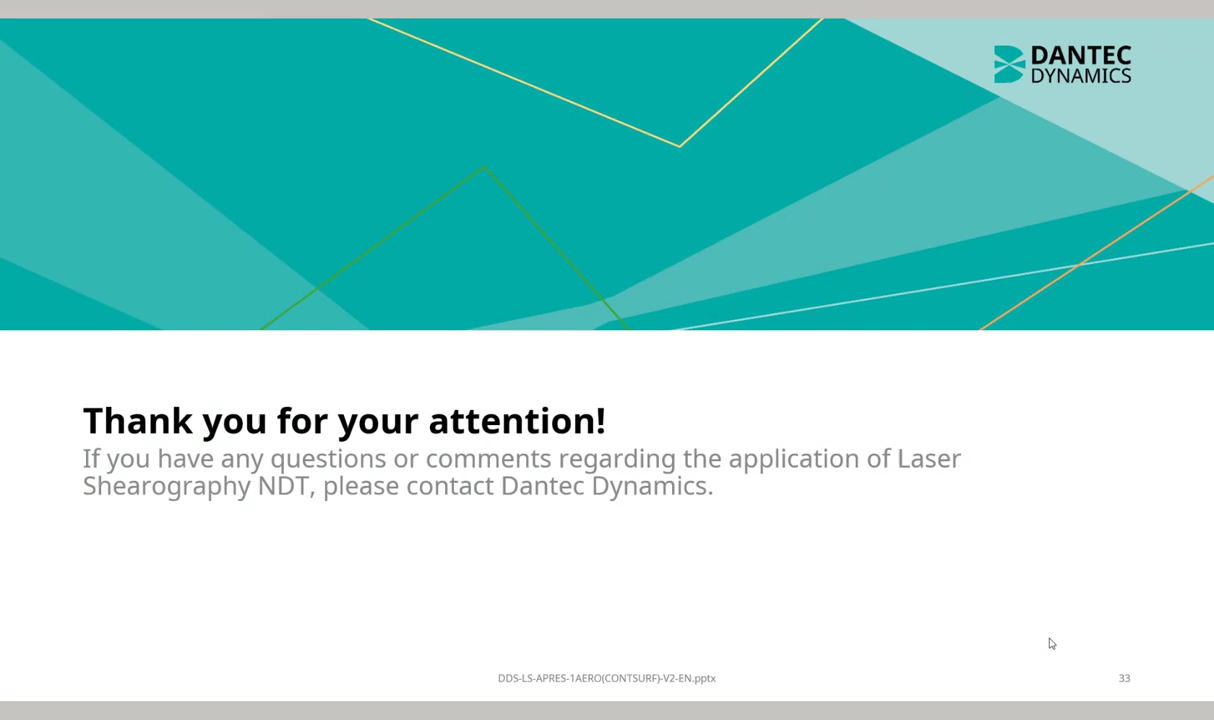 DANTEC
DYNAMICS
Thank you for your attention!
If you have any questions or comments regarding the application of Laser
Shearography NDT, please contact Dantec Dynamics.
DDS-LS-APRES-1AERO(CONTSURF)-V2-EN.pptx
33